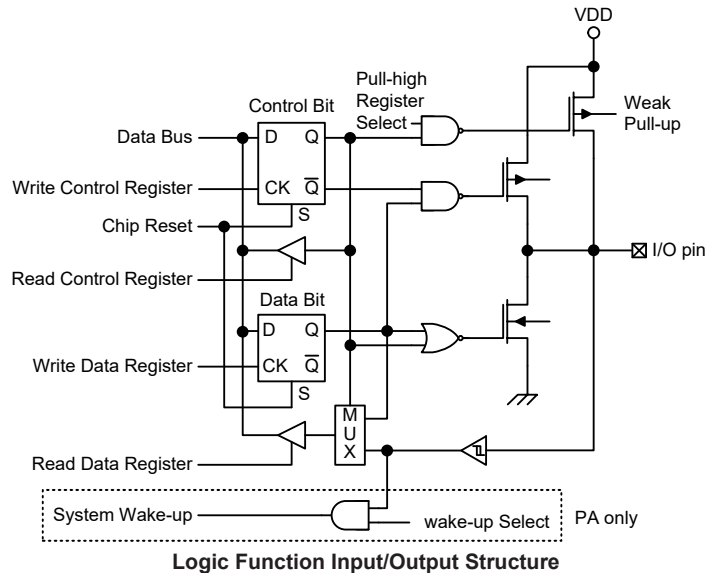 VDD
Pull-high
Register
Select
Weak
Pull-up
Control Bit
Data Bus
D
Q
Write Control Register
CK
Q
S
Chip Reset
I/O pin
Read Control Register
Data Bit
D
Q
Write Data Register
CK
Q
S
M
U
X
Read Data Register
System Wake-up
wake-up Select
PA only
Logic Function Input/Output Structure